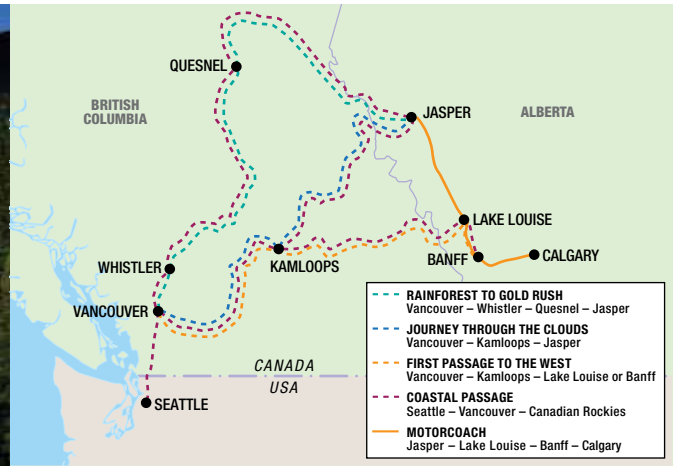 QUESNEL
BRITISH
COLUMBIA
JASPER
ALBERTA
LAKE LOUISE
WHISTLER
KAMLOOPS
BANFF
CALGARY
VANCOUVER
CANADA
USA
SEATTLE
RAINFOREST TO GOLD RUSH
Vancouver – Whistler – Quesnel – Jasper
JOURNEY THROUGH THE CLOUDS
Vancouver – Kamloops – Jasper
FIRST PASSAGE TO THE WEST
Vancouver – Kamloops – Lake Louise or Banff
COASTAL PASSAGE
Seattle – Vancouver – Canadian Rockies
MOTORCOACH
Jasper – Lake Louise – Banff – Calgary